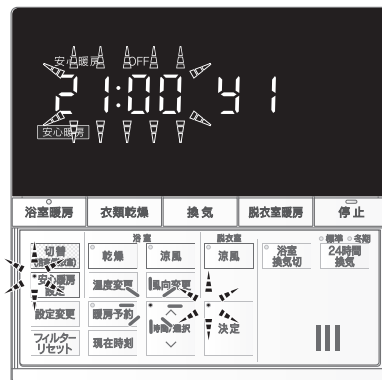 安心暖房 OFF
21:00 41
安心暖房
浴室暖房 衣類乾燥 換気 脱衣室暖房 停止
浴室 脱衣室 標準 冬期
切替
乾燥 涼風 涼風 浴室
換気切 24時間
換気
安心暖房
設定 温度変更 風向変更
設定変更 暖房予約 時間/選択 決定
フィルター
リセット 現在時刻